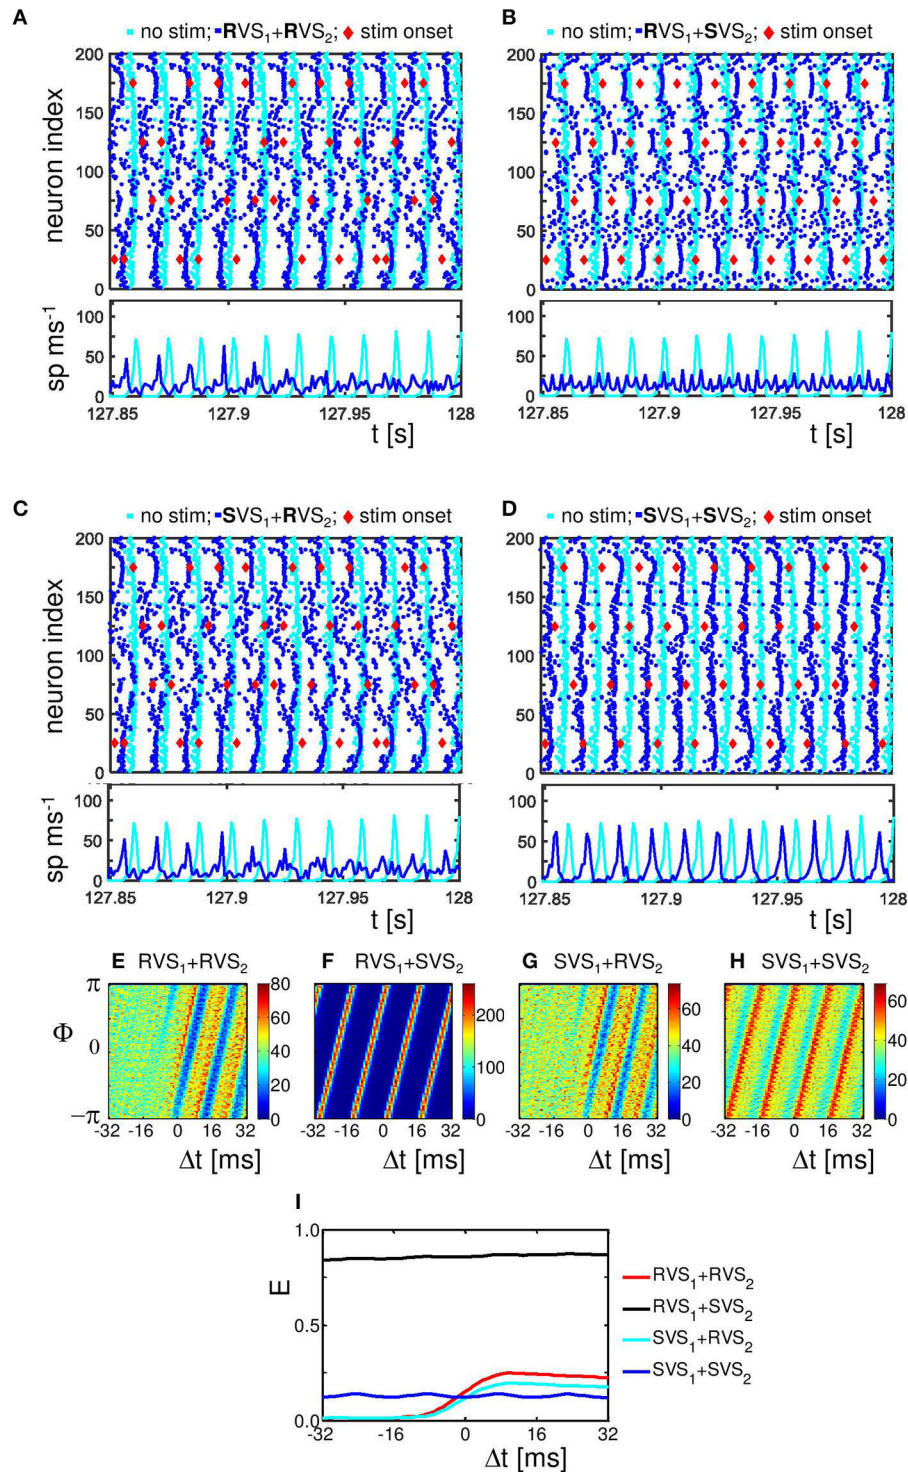 A
no stim; RVS1+RVS2; stim onset
neuron index
200
150
100
50
0
sp ms-1
100
50
0
127.85 127.9 127.95 128
t [s]
B
no stim; RVS1+SVS2; stim onset
200
150
100
50
0
100
50
0
127.85 127.9 127.95 128
t [s]
C
no stim; SVS1+RVS2; stim onset
neuron index
200
150
100
50
0
sp ms-1
100
50
0
127.85 127.9 127.95 128
t [s]
D
no stim; SVS1+SVS2; stim onset
200
150
100
50
0
100
50
0
127.85 127.9 127.95 128
t [s]
E RVS1+RVS2
π
Φ 0
−π
-32 -16 0 16 32
Δt [ms]
80
60
40
20
0
F RVS1+SVS2
-32 -16 0 16 32
Δt [ms]
200
100
0
G SVS1+RVS2
-32 -16 0 16 32
Δt [ms]
60
40
20
0
H SVS1+SVS2
-32 -16 0 16 32
Δt [ms]
60
40
20
0
I
E
1.0
0.5
0.0
-32 -16 0 16 32
Δt [ms]
RVS1+RVS2
RVS1+SVS2
SVS1+RVS2
SVS1+SVS2